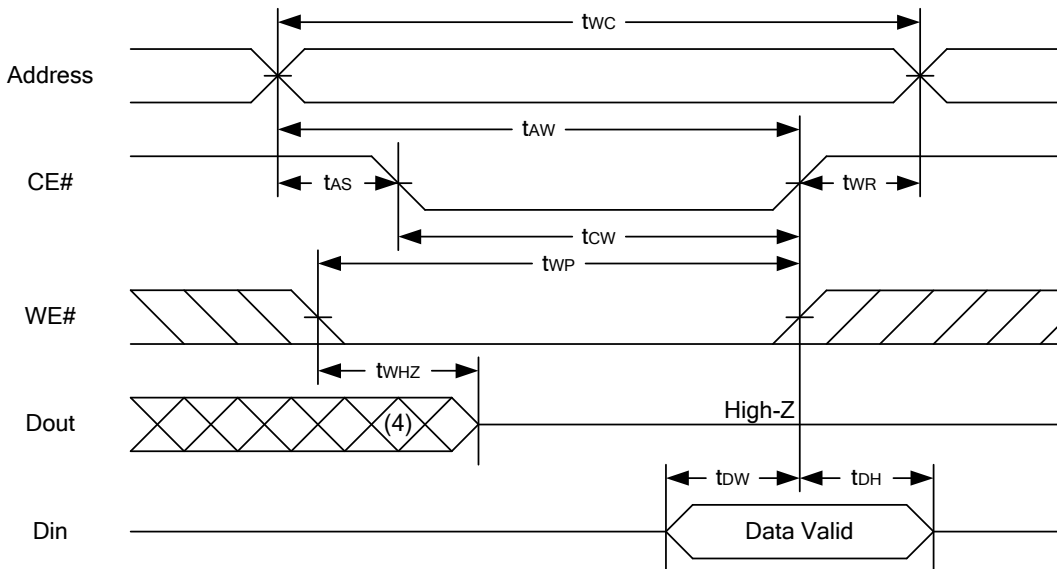 tWC
Address
tAW
CE#
tAS
tWR
tCW
tWP
WE#
tWHZ
Dout
(4)
High-Z
tDW
tDH
Din
Data Valid